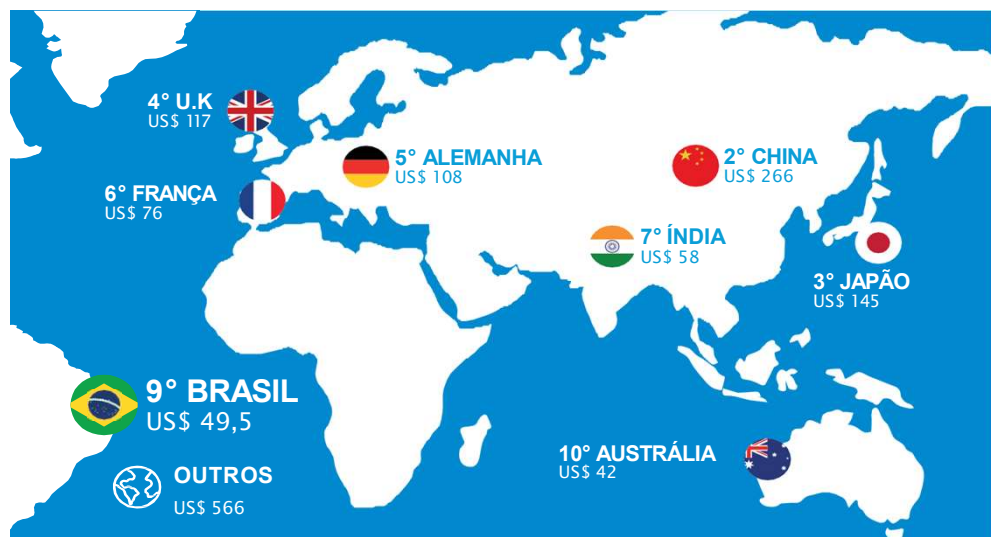 4° U.K
US$ 117
5° ALEMANHA
US$ 108
2° CHINA
US$ 266
6° FRANÇA
US$ 76
7° ÍNDIA
US$ 58
3° JAPÃO
US$ 145
9° BRASIL
US$ 49,5
10° AUSTRÁLIA
US$ 42
OUTROS
US$ 566